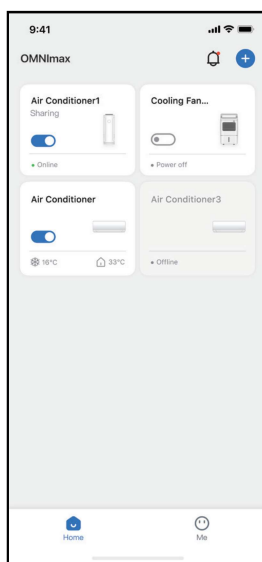 9:41
OMNImax
Air Conditioner1
Sharing
• Online
Cooling Fan...
• Power off
Air Conditioner
16°C
33°C
Air Conditioner3
• Offline
Home
Me